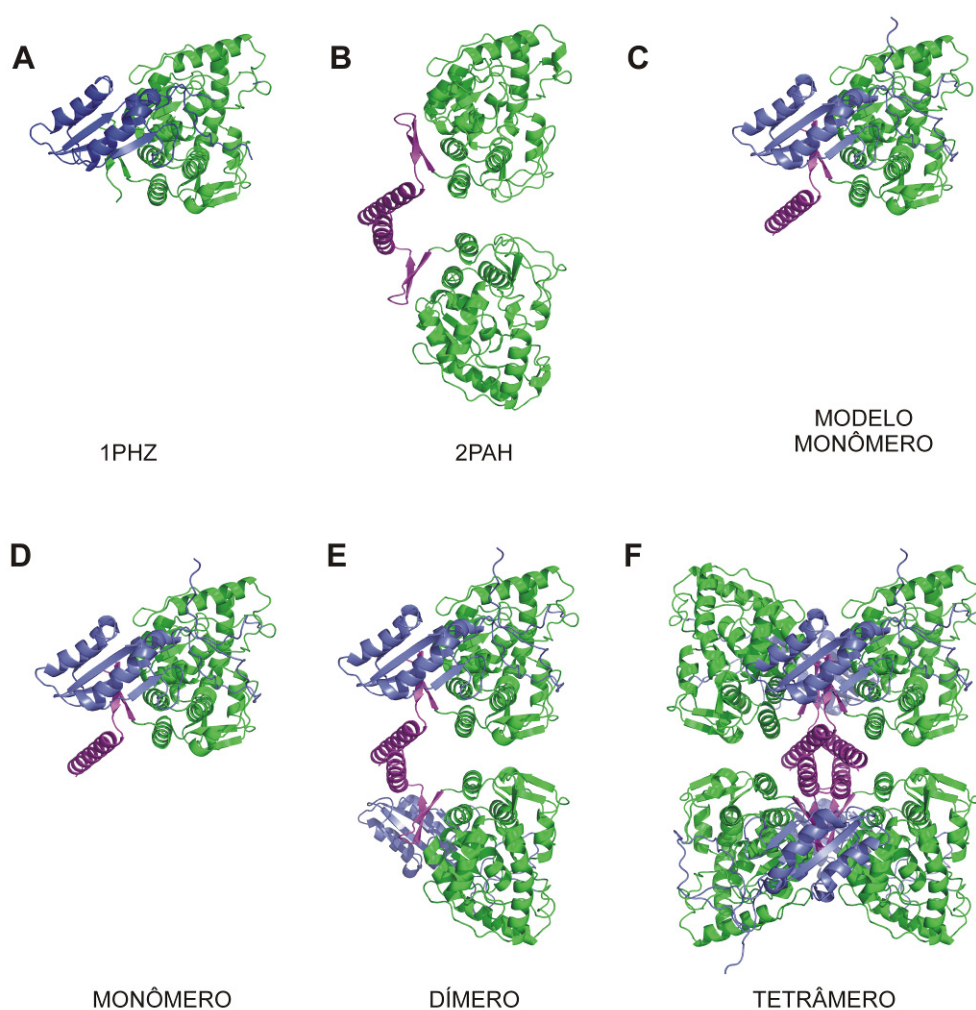 A
B
C
1PHZ
2PAH
MODELO
MONÔMERO
D
E
F
MONÔMERO
DÍMERO
TETRÂMERO